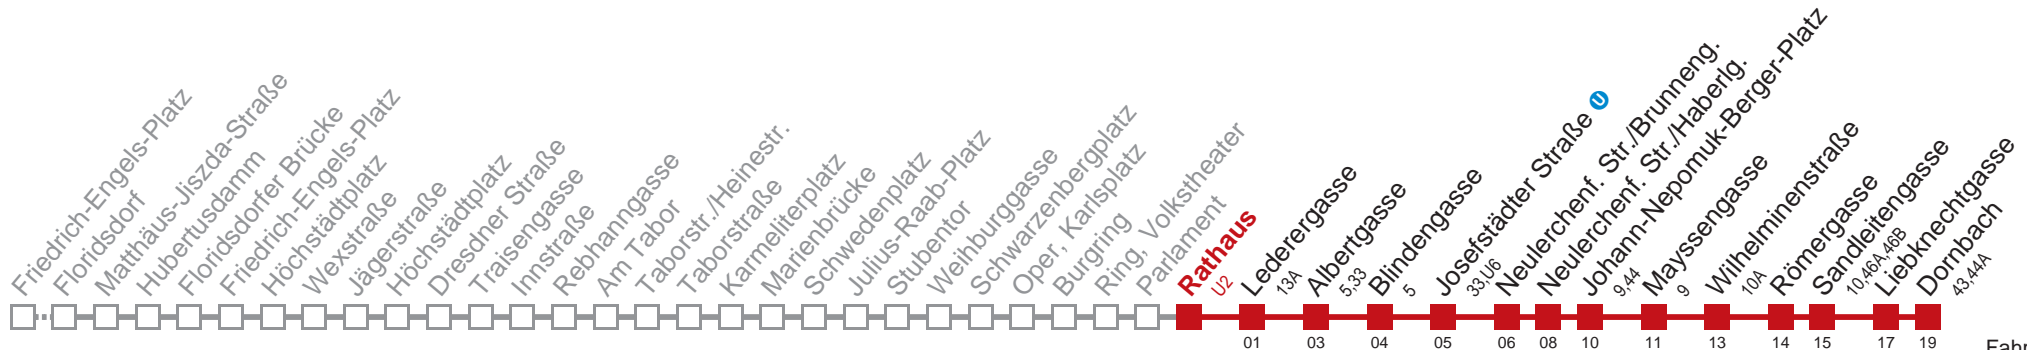 Friedrich-Engels-Platz
Floridsdorf
Matthäus-Jiszda-Straße
Hubertusdamm
Floridsdorfer Brücke
Friedrich-Engels-Platz
Höchstädtplatz
Wexstraße
Jägerstraße
Höchstädtplatz
Dresdner Straße
Traisengasse
Innstraße
Rebhanngasse
Am Tabor
Taborstr./Heinestr.
Taborstraße
Karmeliterplatz
Marienbrücke
Schwedenplatz
Julius-Raab-Platz
Stubentor
Weihburggasse
Schwarzenbergplatz
Oper, Karlsplatz
Burgring
Ring, Volkstheater
Parlament
Rathaus
U2
Lederergasse
13A
Albertgasse
5,33
Blindengasse
5
Josefstädter Straße U
33,U6
Neulerchenf. Str./Brunneng.
Neulerchenf. Str./Haberlg.
Johann-Nepomuk-Berger-Platz
9,44
Mayssengasse
9
Wilhelminenstraße
10A
Römergasse
Sandleitengasse
10,46A,46B
Liebknechtgasse
Dornbach
43,44A
01 03 04 05 06 08 10 11 13 14 15 17 19